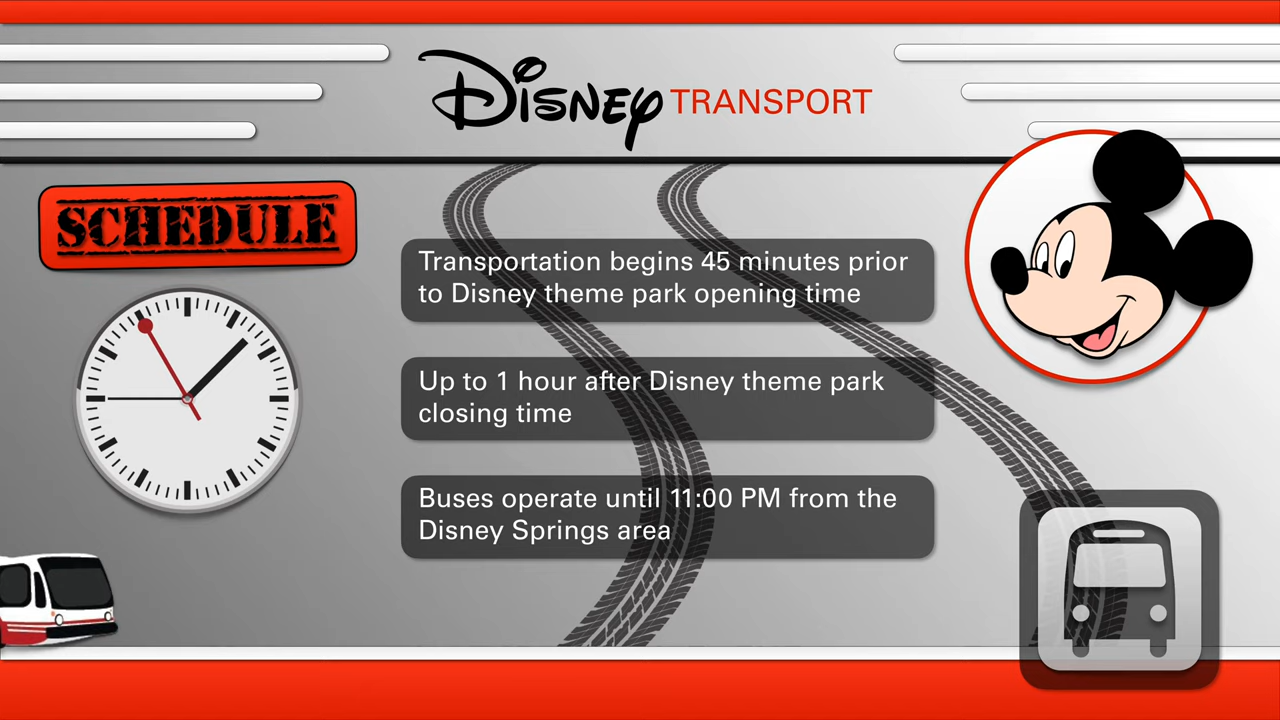 Disney TRANSPORT
SCHEDULE
Transportation begins 45 minutes prior
to Disney theme park opening time
Up to 1 hour after Disney theme park
closing time
Buses operate until 11:00 PM from the
Disney Springs area